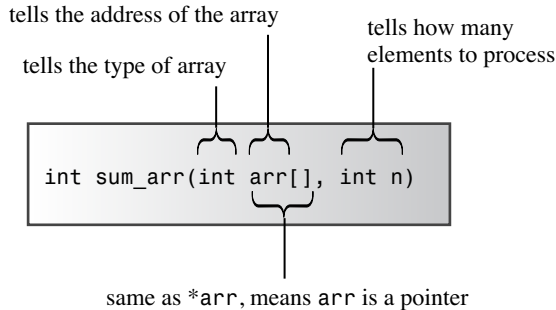 tells the address of the array
tells how many
elements to process
tells the type of array
int sum_arr(int arr[], int n)
same as *arr, means arr is a pointer